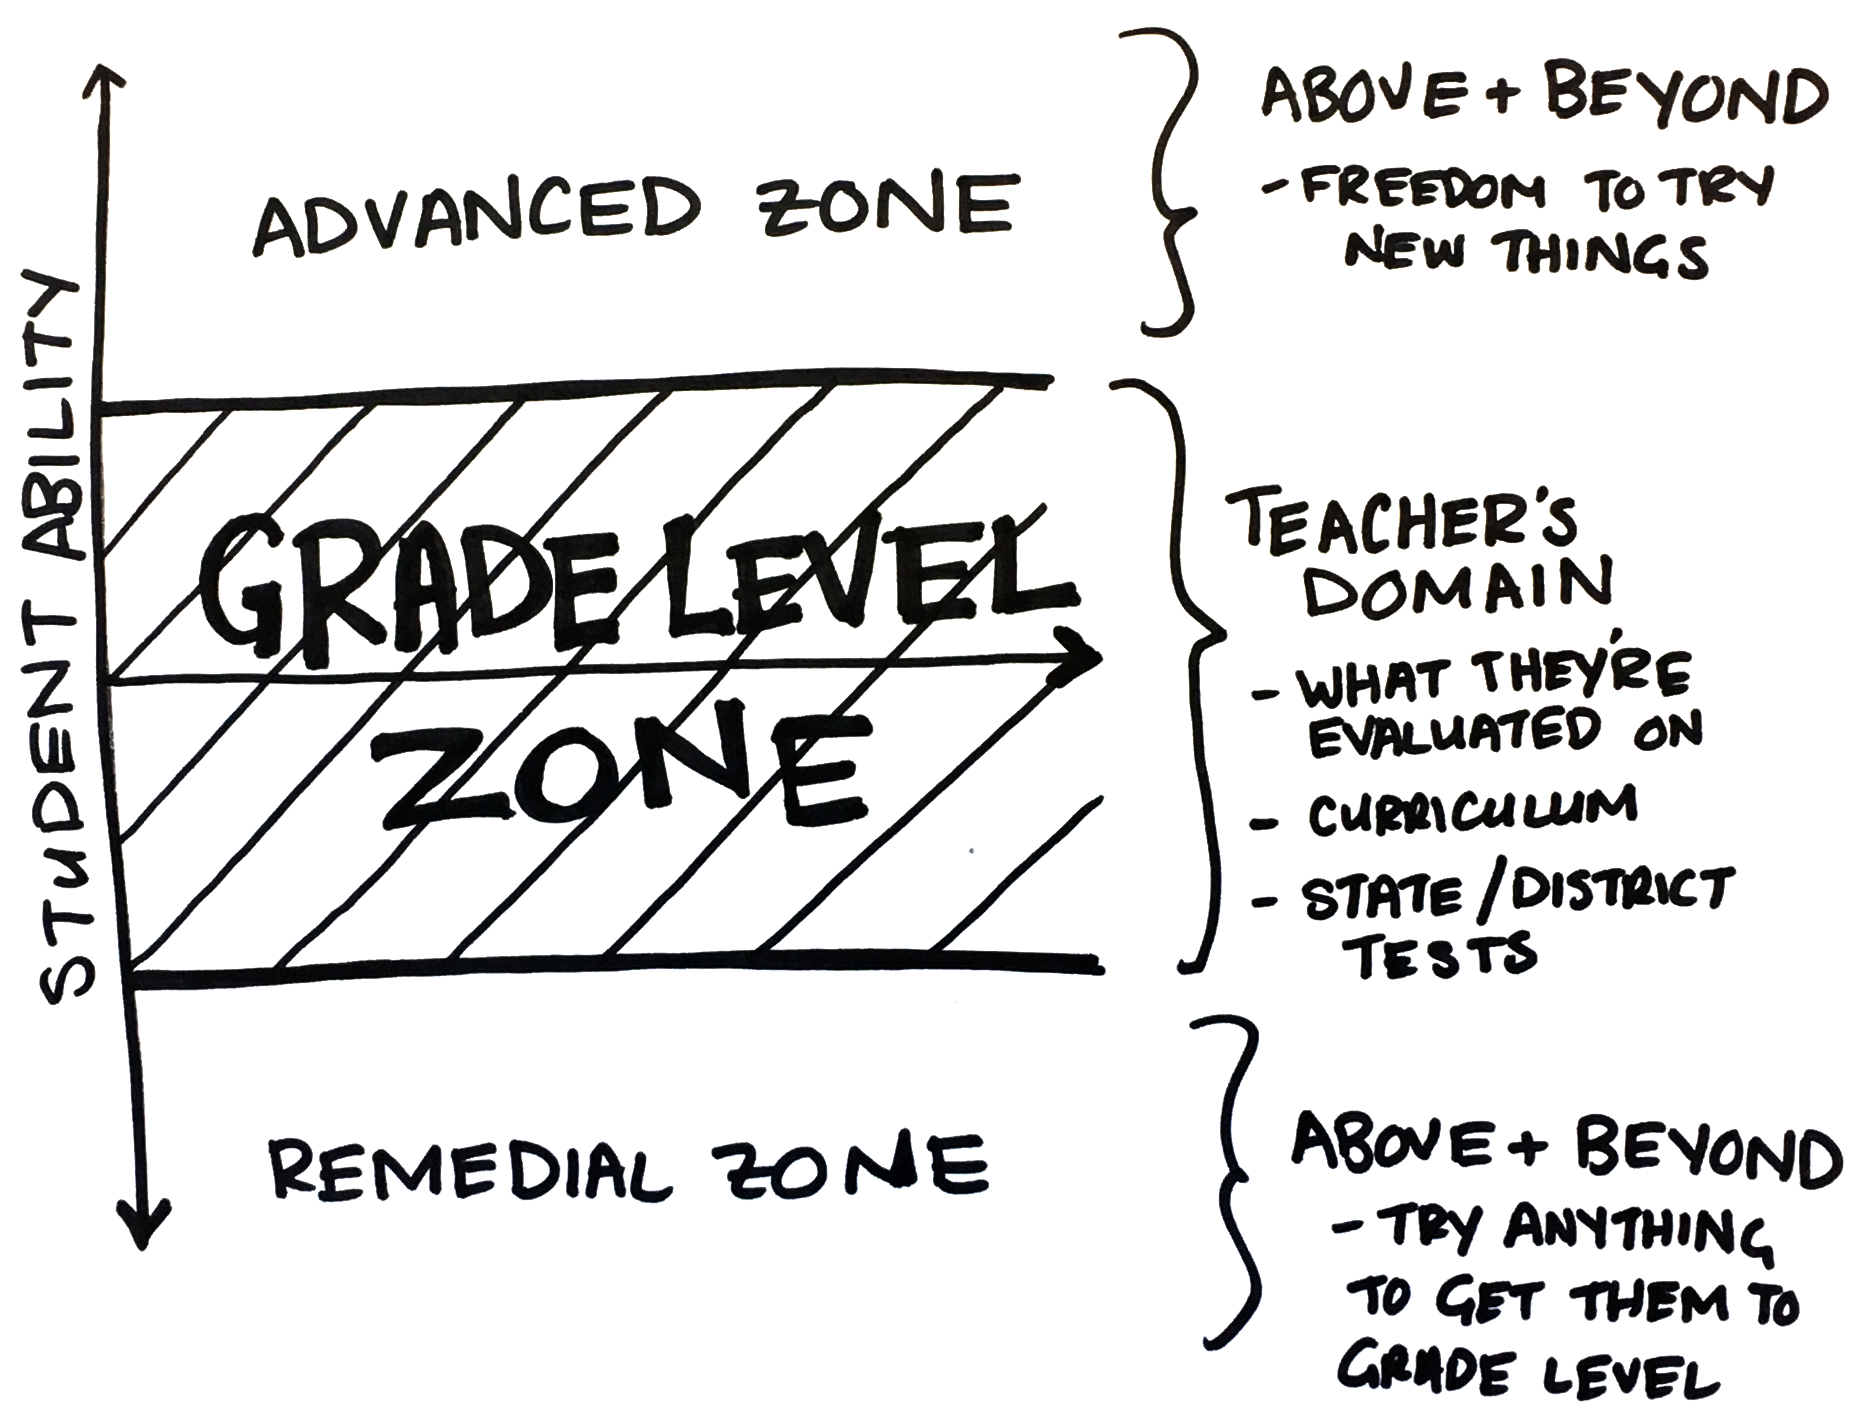 STUDENT ABILITY
ADVANCED ZONE
ABOVE + BEYOND
- FREEDOM TO TRY
NEW THINGS
GRADE LEVEL
ZONE
TEACHER'S
DOMAIN
- WHAT THEY'RE
EVALUATED ON
- CURRICULUM
- STATE/DISTRICT
TESTS
REMEDIAL ZONE
ABOVE + BEYOND
- TRY ANYTHING
TO GET THEM TO
GRADE LEVEL